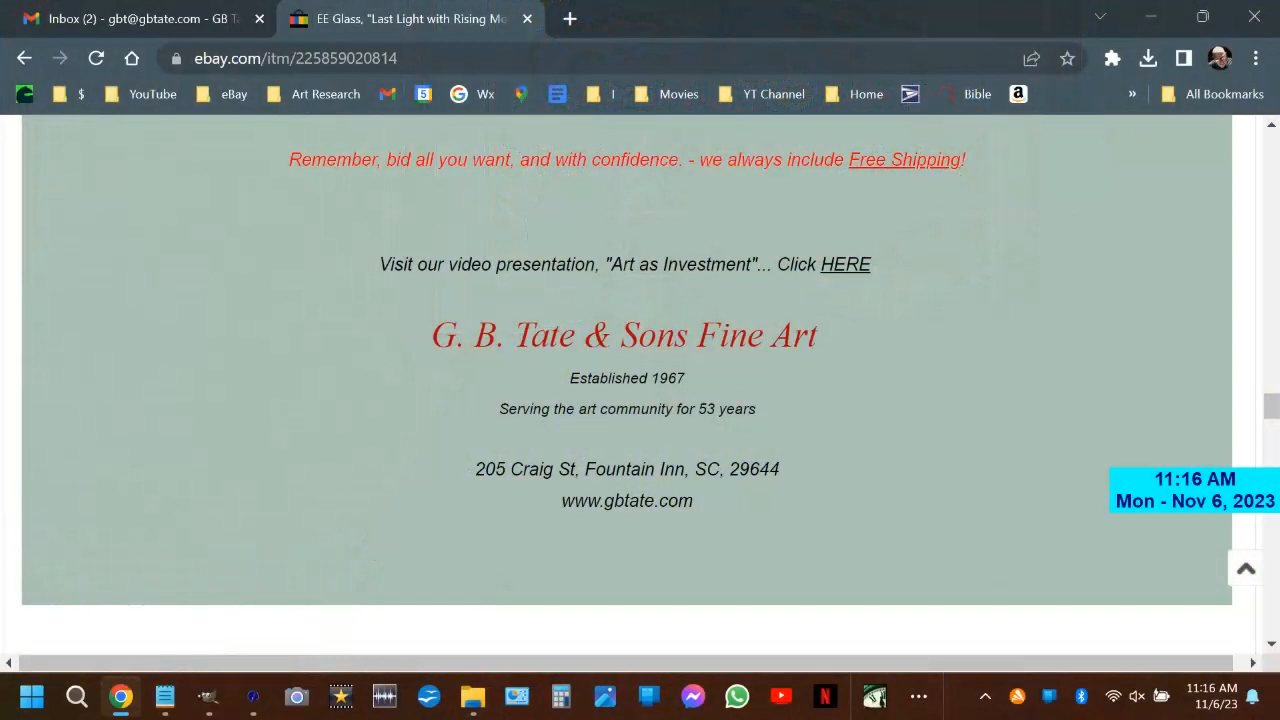 Inbox (2) - gbt@gbtate.com - GB Ta
EE Glass, "Last Light with Rising Mo
ebay.com/itm/225859020814
$
YouTube
eBay
Art Research
5
Wx
I
Movies
YT Channel
Home
Bible
a
»
All Bookmarks
Remember, bid all you want, and with confidence. - we always include Free Shipping!
Visit our video presentation, "Art as Investment"... Click HERE
G. B. Tate & Sons Fine Art
Established 1967
Serving the art community for 53 years
205 Craig St, Fountain Inn, SC, 29644
www.gbtate.com
11:16 AM
Mon - Nov 6, 2023
11:16 AM
11/6/23